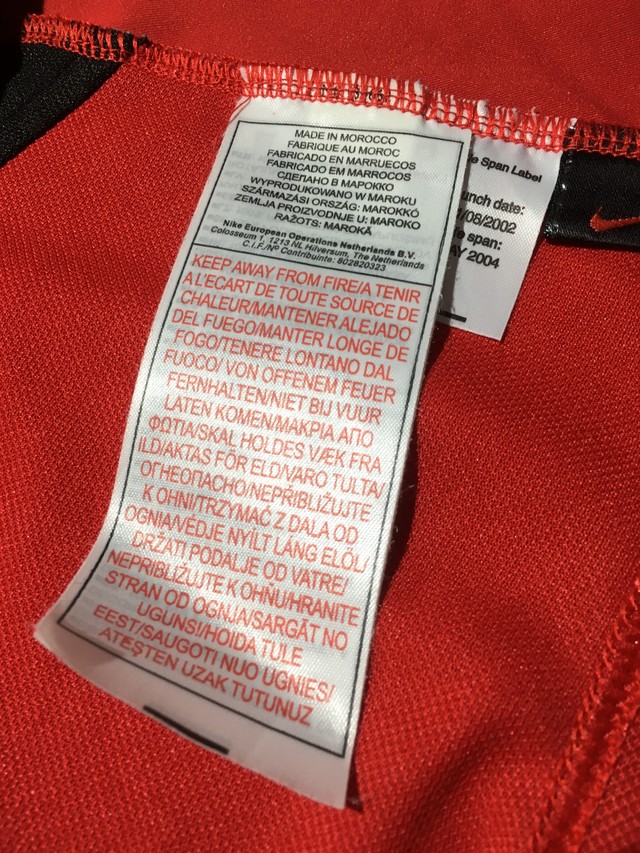 MADE IN MOROCCO
FABRIQUE AU MOROC
FABRICADO EN MARRUECOS
FABRICADO EM MARROCOS
СДЕЛАНО В МАРОККО
WYPRODUKOWANO W MAROKU
SZÁRMAZÁSI ORSZÁG: MAROKKÓ
ZEMLJA PROIZVODNJE U: MAROKO
RAŽOTS: MAROKĀ
Nike European Operations Netherlands B.V.
Colosseum 1, 1213 NL Hilversum, The Netherlands
C.I.F./Nº Contribuinte: 802820323
KEEP AWAY FROM FIRE/A TENIR
A L'ECART DE TOUTE SOURCE DE
CHALEUR/MANTENER ALEJADO
DEL FUEGO/MANTER LONGE DE
FOGO/TENERE LONTANO DAL
FUOCO/ VON OFFENEM FEUER
FERNHALTEN/NIET BIJ VUUR
LATEN KOMEN/ΜΑΚΡΙΑ ΑΠΟ
ΦΩΤΙΑ/SKAL HOLDES VÆK FRA
ILD/AKTAS FÖR ELD/VARO TULTA/
ОГНЕОПАСНО/NEPŘIBLIŽUJTE
K OHNI/TRZYMAĆ Z DALA OD
OGNIA/VÉDJE NYÍLT LÁNG ELÖL/
DRŽATI PODALJE OD VATRE/
NEPRIBLIŽUJTE K OHŇU/HRANITE
STRAN OD OGNJA/SARGĀT NO
UGUNS!/HOIDA TULE
EEST/SAUGOTI NUO UGNIES/
ATEŞTEN UZAK TUTUNUZ
Span Label
unch date:
/08/2002
span:
AY 2004